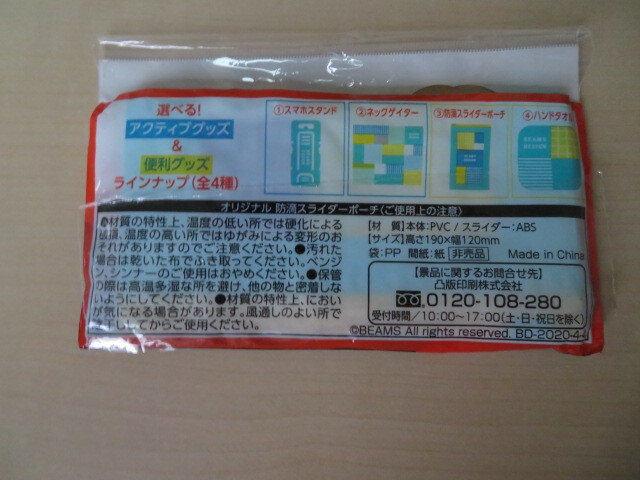 選べる!
アクティブグッズ
&
便利グッズ
ラインナップ(全4種)
①スマホスタンド
②ネックゲイター
③防滴スライダーポーチ
④ハンドタオル
BEAMS
DESIGN
オリジナル 防滴スライダーポーチ(ご使用上の注意)
●材質の特性上、温度の低い所では硬化による
破損、温度の高い所ではゆがみによる変形のお
それがありますのでご注意ください。●汚れた
場合は乾いた布でふき取ってください。ベンジ
ン、シンナーのご使用はおやめください。●保管
の際は高温多湿な所を避け、他の物と密着しな
いようにしてください。●材質の特性上、におい
が気になる場合があります。風通しのよい所で
陰干ししてからご使用ください。
[材 質]本体:PVC / スライダー:ABS
[サイズ]高さ190×幅120mm
袋:PP 間紙:紙 非売品 Made in China
【景品に関するお問合せ先】
凸版印刷株式会社
0120-108-280
受付時間/10:00~17:00(土・日・祝日を除く)
©BEAMS All rights reserved. BD-2020-4-